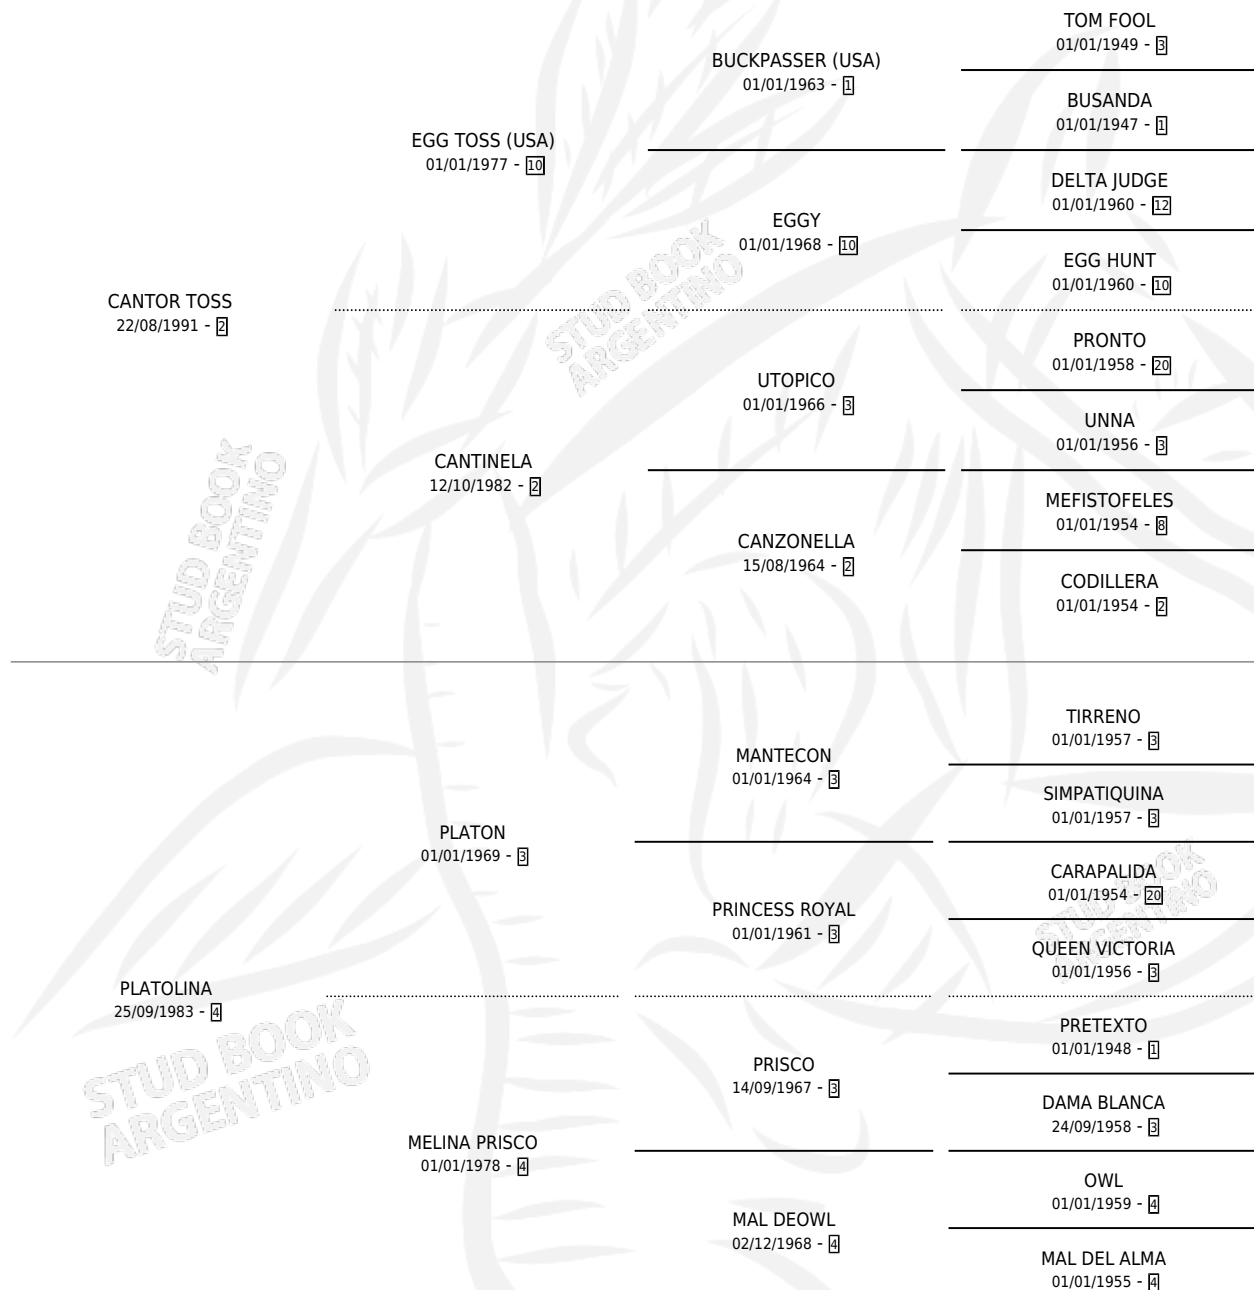 TOM FOOL
01/01/1949 - 3
BUCKPASSER (USA)
01/01/1963 - 1
BUSANDA
01/01/1947 - 1
EGG TOSS (USA)
01/01/1977 - 10
DELTA JUDGE
01/01/1960 - 12
EGGY
01/01/1968 - 10
EGG HUNT
01/01/1960 - 10
CANTOR TOSS
22/08/1991 - 2
PRONTO
01/01/1958 - 20
UTOPICO
01/01/1966 - 3
UNNA
01/01/1956 - 3
CANTINELA
12/10/1982 - 2
MEFISTOFELES
01/01/1954 - 8
CANZONELLA
15/08/1964 - 2
CODILLERA
01/01/1954 - 2
TIRRENO
01/01/1957 - 3
MANTECON
01/01/1964 - 3
SIMPATIQUINA
01/01/1957 - 3
PLATON
01/01/1969 - 3
CARAPALIDA
01/01/1954 - 20
PRINCESS ROYAL
01/01/1961 - 3
QUEEN VICTORIA
01/01/1956 - 3
PLATOLINA
25/09/1983 - 4
PRETEXTO
01/01/1948 - 1
PRISCO
14/09/1967 - 3
DAMA BLANCA
24/09/1958 - 3
MELINA PRISCO
01/01/1978 - 4
OWL
01/01/1959 - 4
MAL DEOWL
02/12/1968 - 4
MAL DEL ALMA
01/01/1955 - 4
STUD BOOK
ARGENTINO
STUD BOOK
ARGENTINO
STUD BOOK
ARGENTINO
STUD BOOK
ARGENTINO